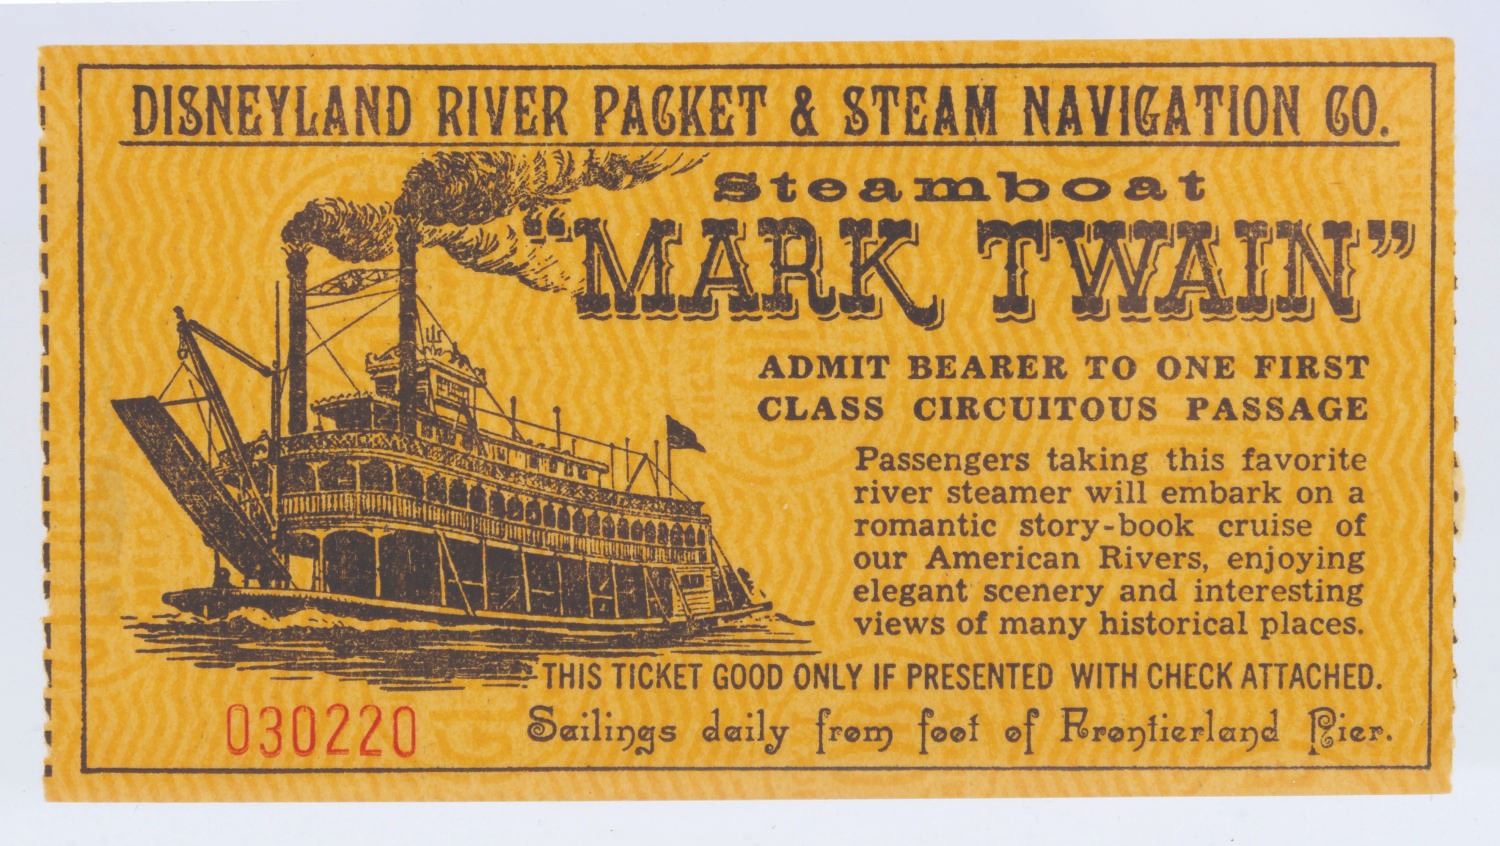 DISNEYLAND RIVER PACKET & STEAM NAVIGATION CO.
Steamboat
"MARK TWAIN"
ADMIT BEARER TO ONE FIRST
CLASS CIRCUITOUS PASSAGE
Passengers taking this favorite
river steamer will embark on a
romantic story-book cruise of
our American Rivers, enjoying
elegant scenery and interesting
views of many historical places.
THIS TICKET GOOD ONLY IF PRESENTED WITH CHECK ATTACHED.
030220
Sailings daily from foot of Frontierland Pier.